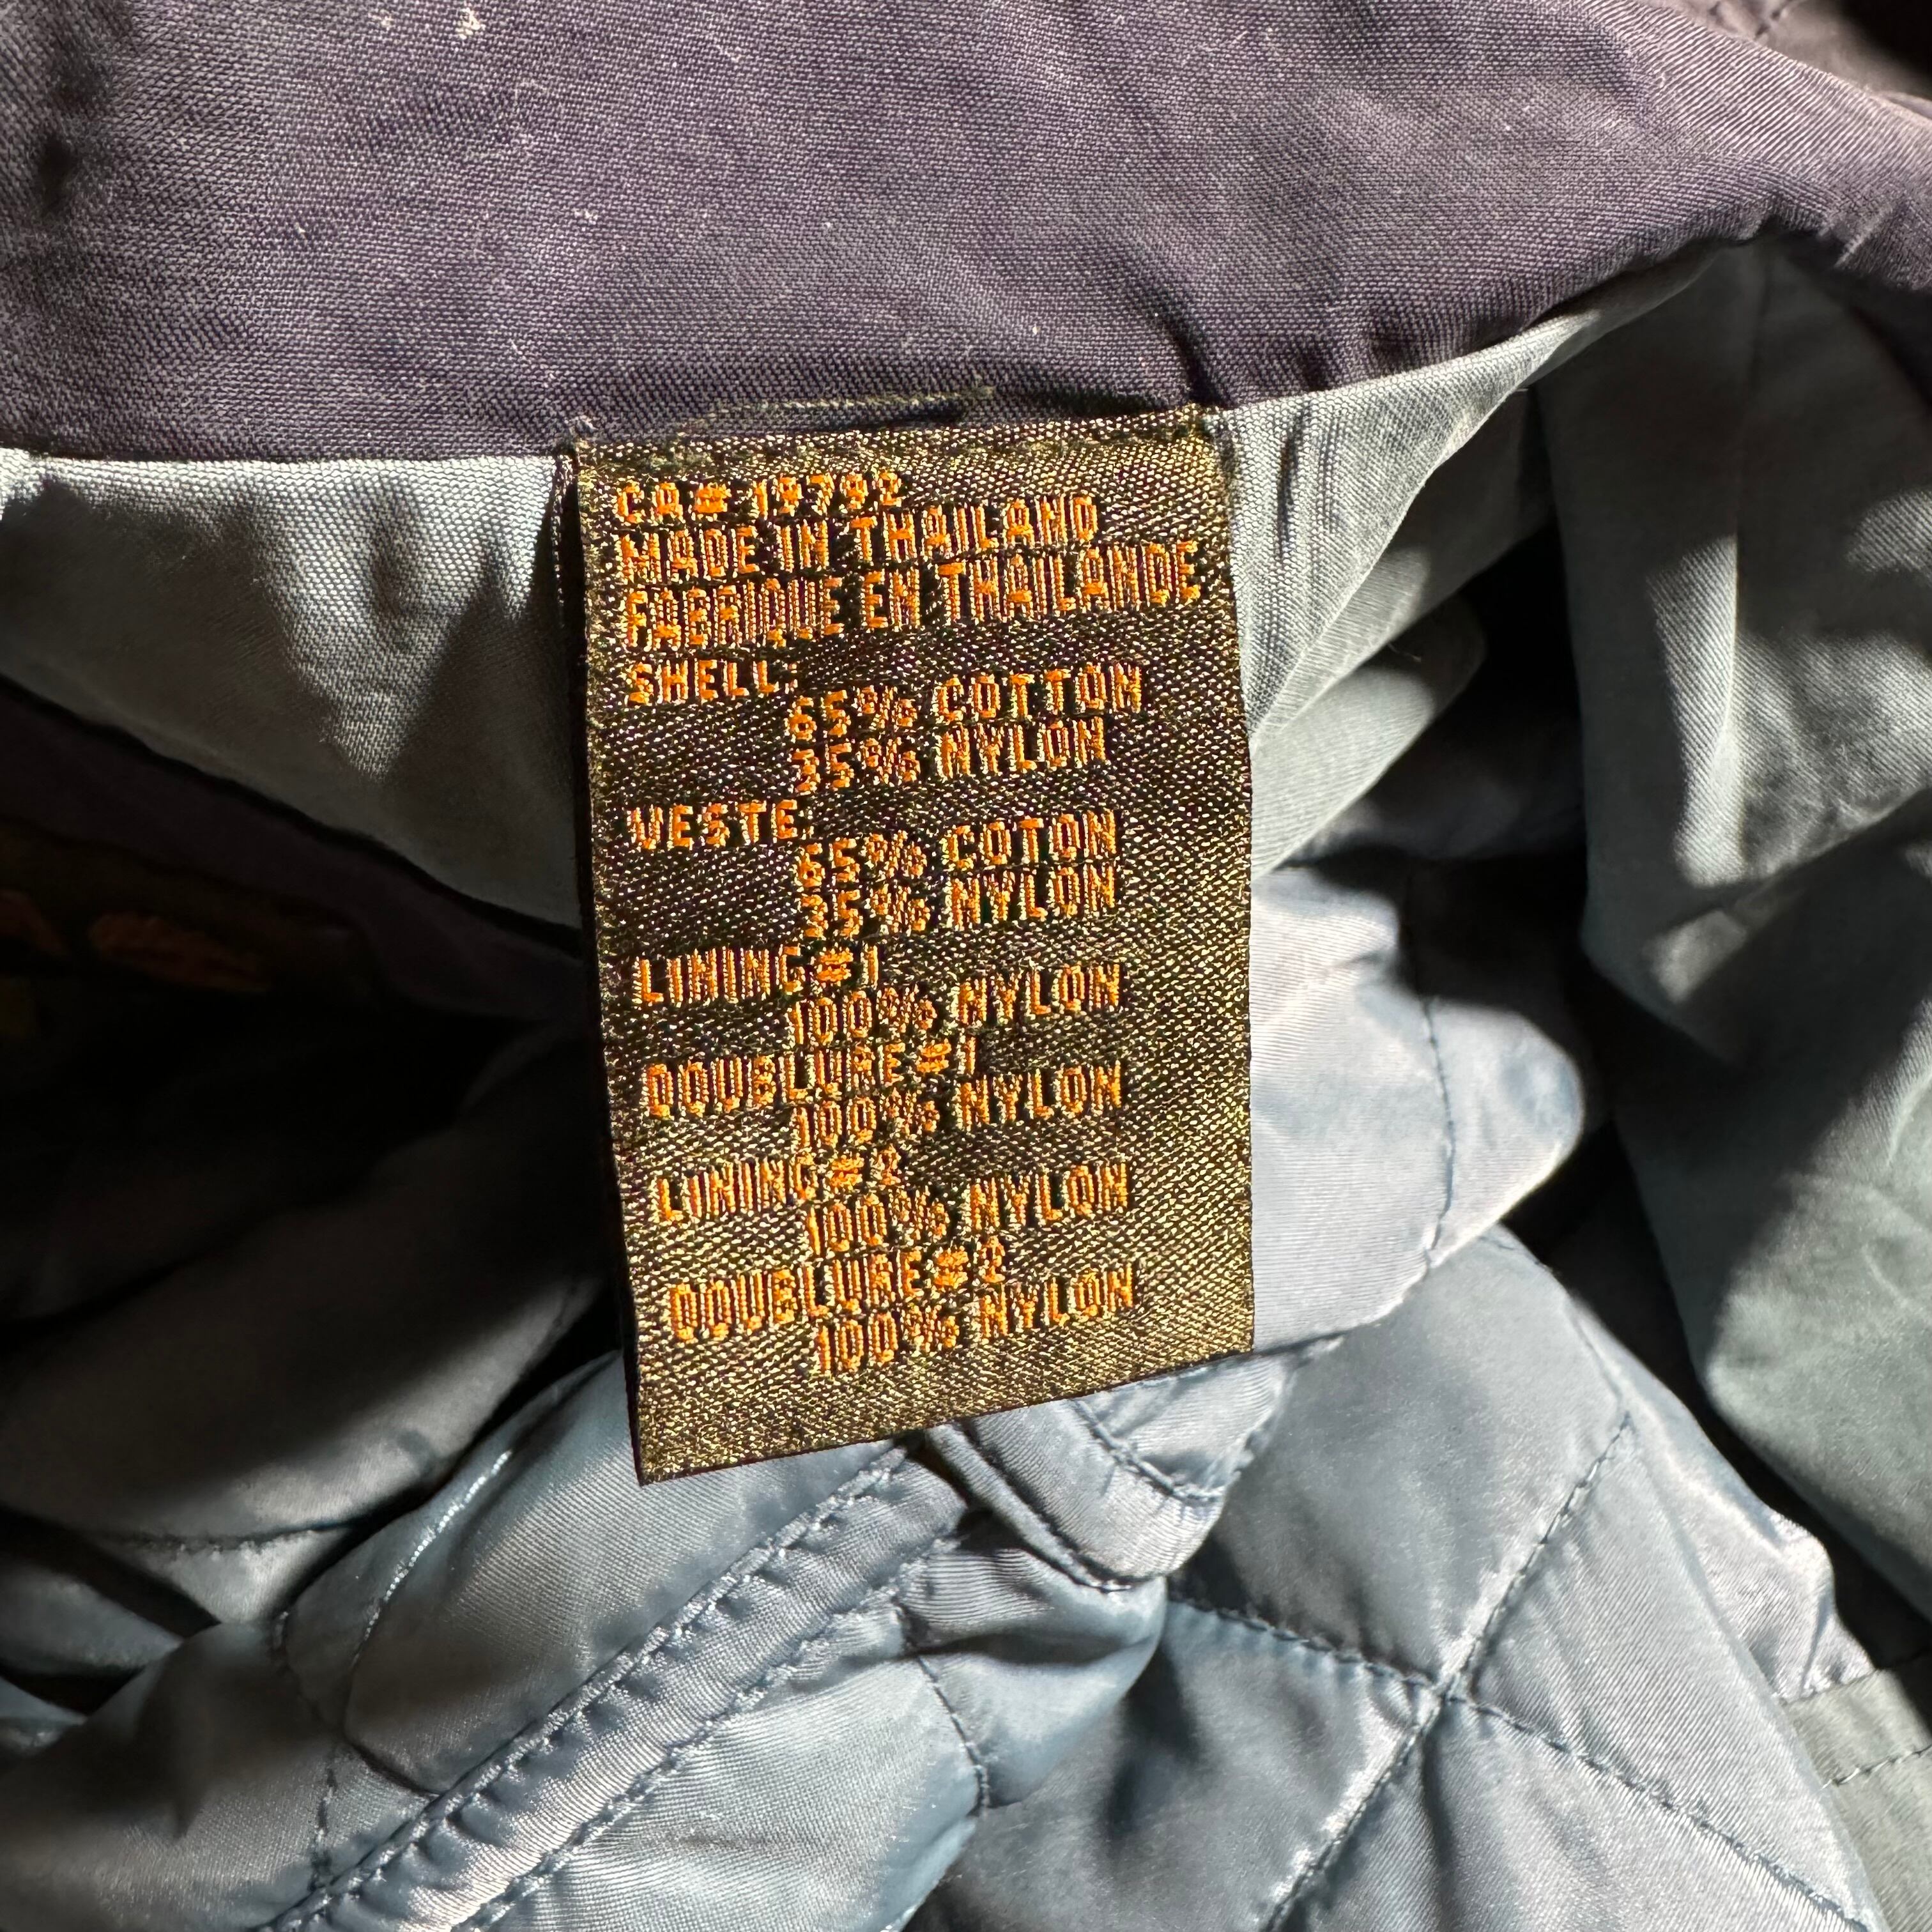 CA# 19792
MADE IN THAILAND
FABRIQUE EN THAILANDE
SHELL:
65% COTTON
35% NYLON
VESTE:
65% COTON
35% NYLON
LINING #1
100% NYLON
DOUBLURE #1
100% NYLON
LINING #2
100% NYLON
DOUBLURE #2
100% NYLON